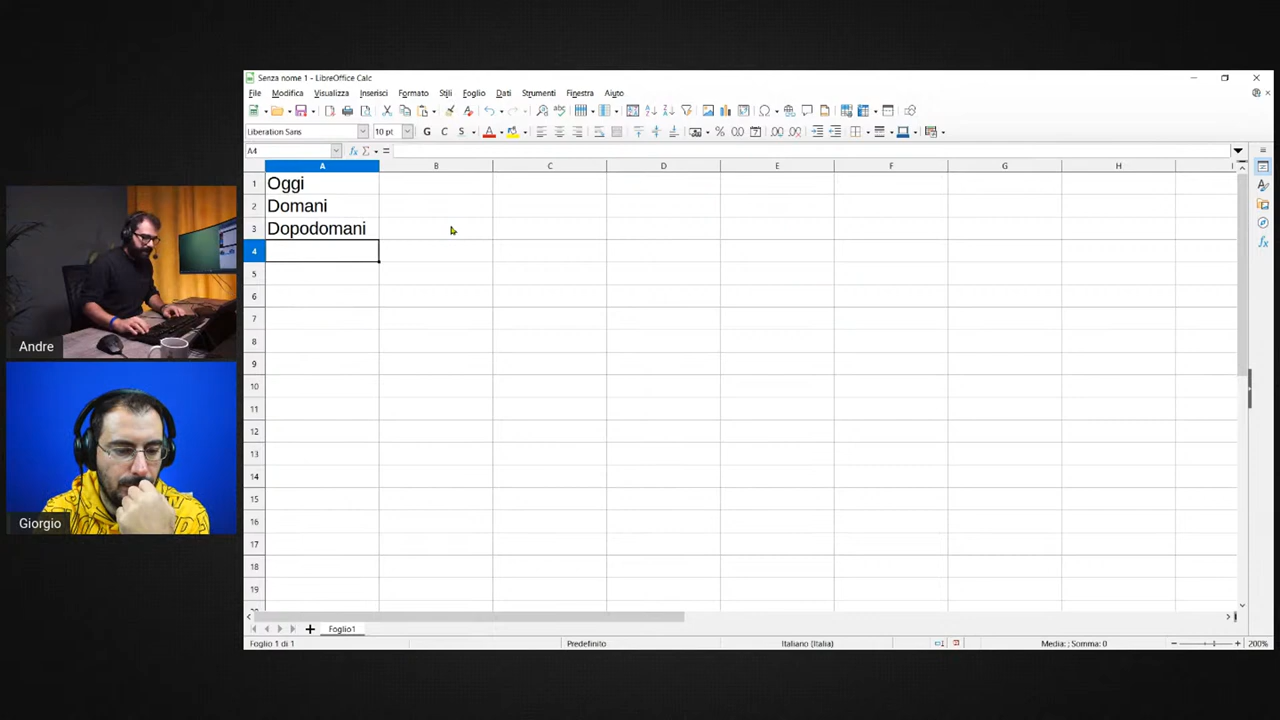 Senza nome 1 - LibreOffice Calc
File Modifica Visualizza Inserisci Formato Stili Foglio Dati Strumenti Finestra Aiuto
Liberation Sans 10 pt
A4
A B C D E F G H
1 Oggi
2 Domani
3 Dopodomani
4
5
6
7
8
9
10
11
12
13
14
15
16
17
18
19
Foglio1
Foglio 1 di 1 Predefinito Italiano (Italia) Media: ; Somma: 0 200%
Andre
Giorgio